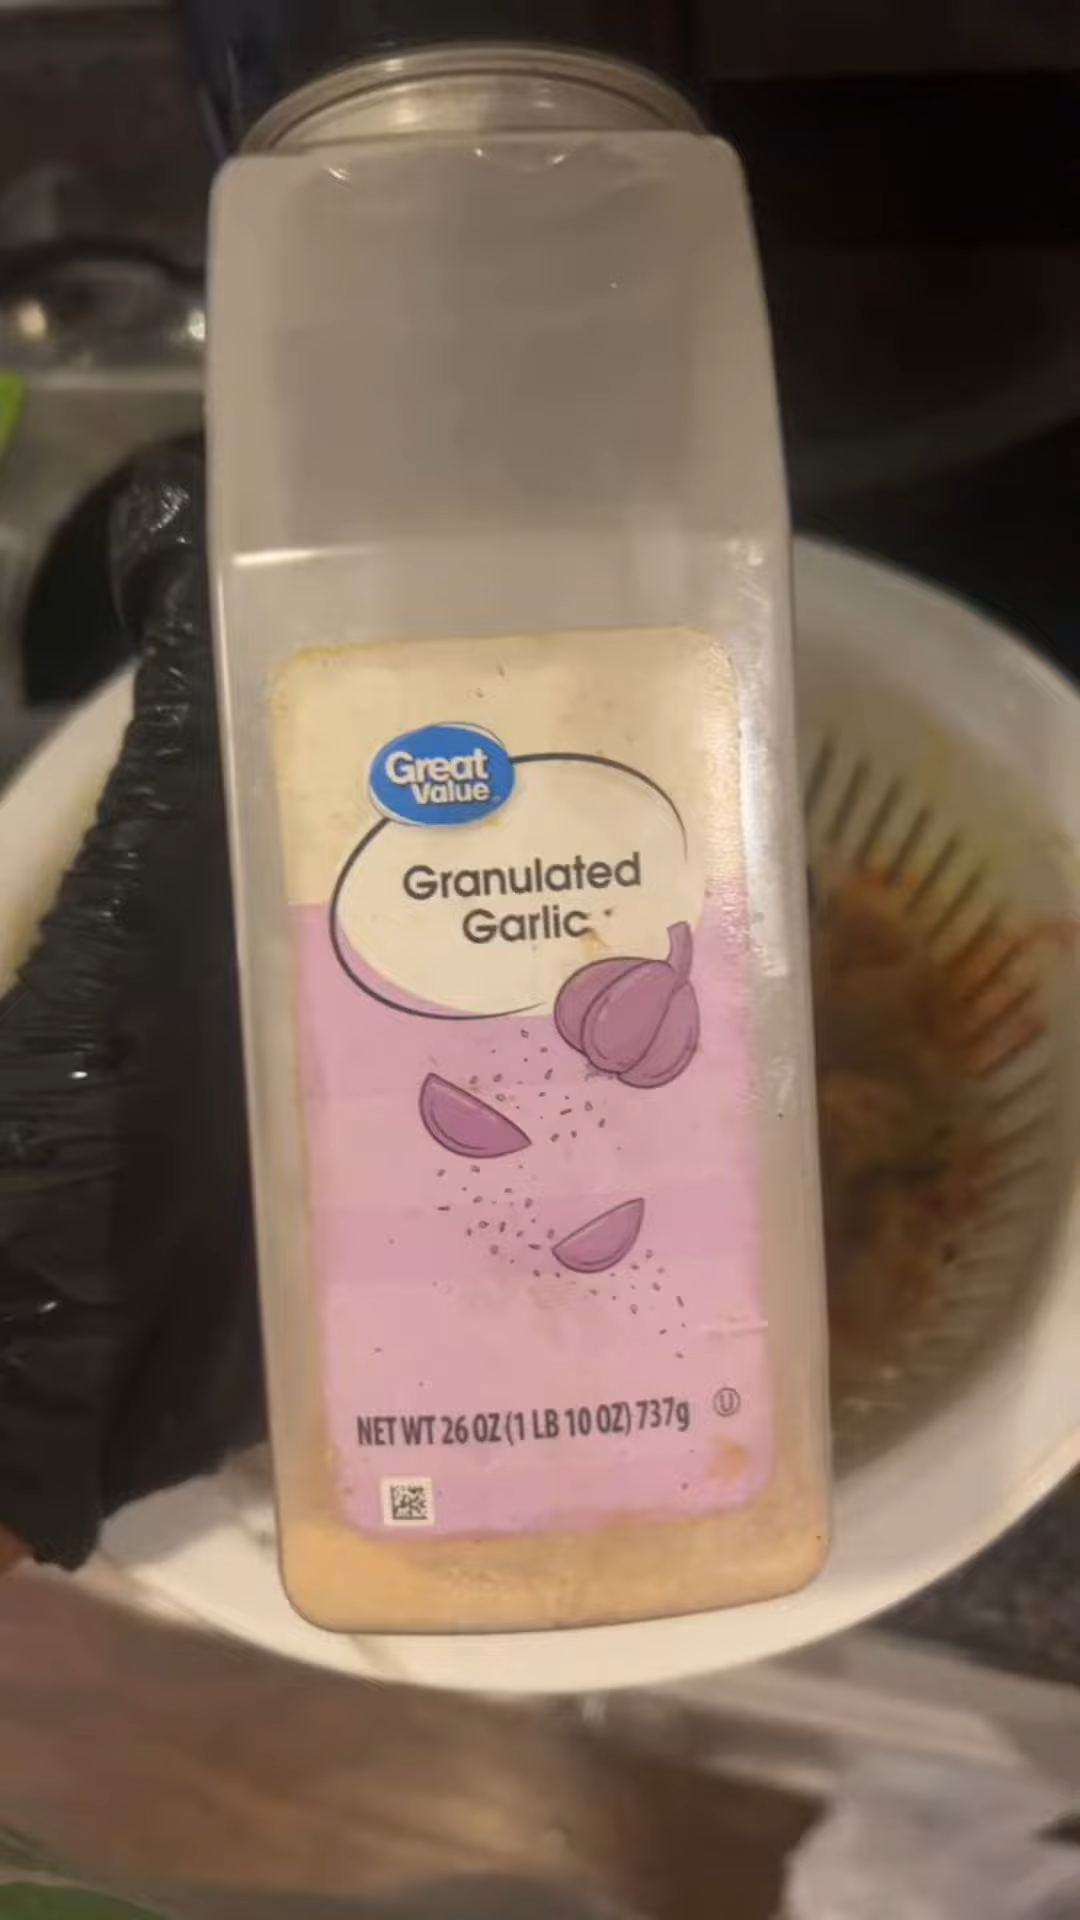 Great
Value
Granulated
Garlic
NET WT 26 OZ (1 LB 10 OZ) 737g
U